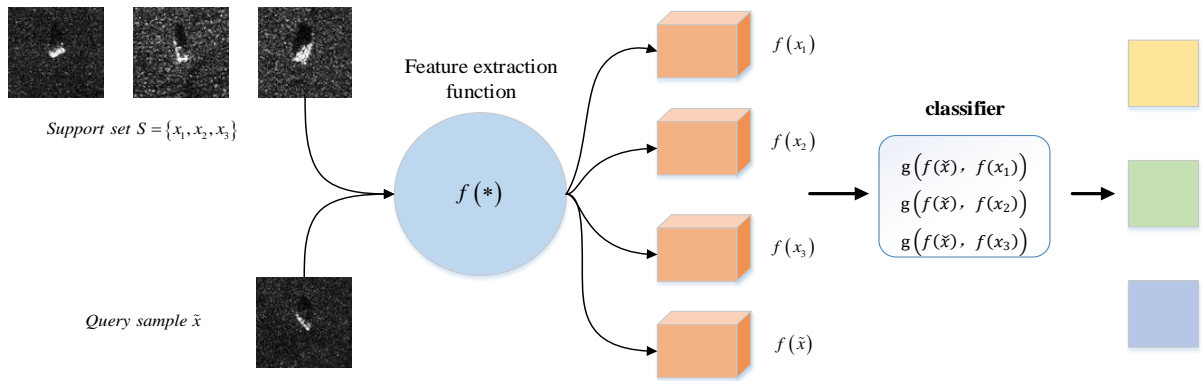 Support set S = {x₁, x₂, x₃}
Query sample x̃
Feature extraction
function
f(*)
f(x₁)
f(x₂)
f(x₃)
f(x̃)
classifier
g(f(x̌), f(x₁))
g(f(x̌), f(x₂))
g(f(x̌), f(x₃))